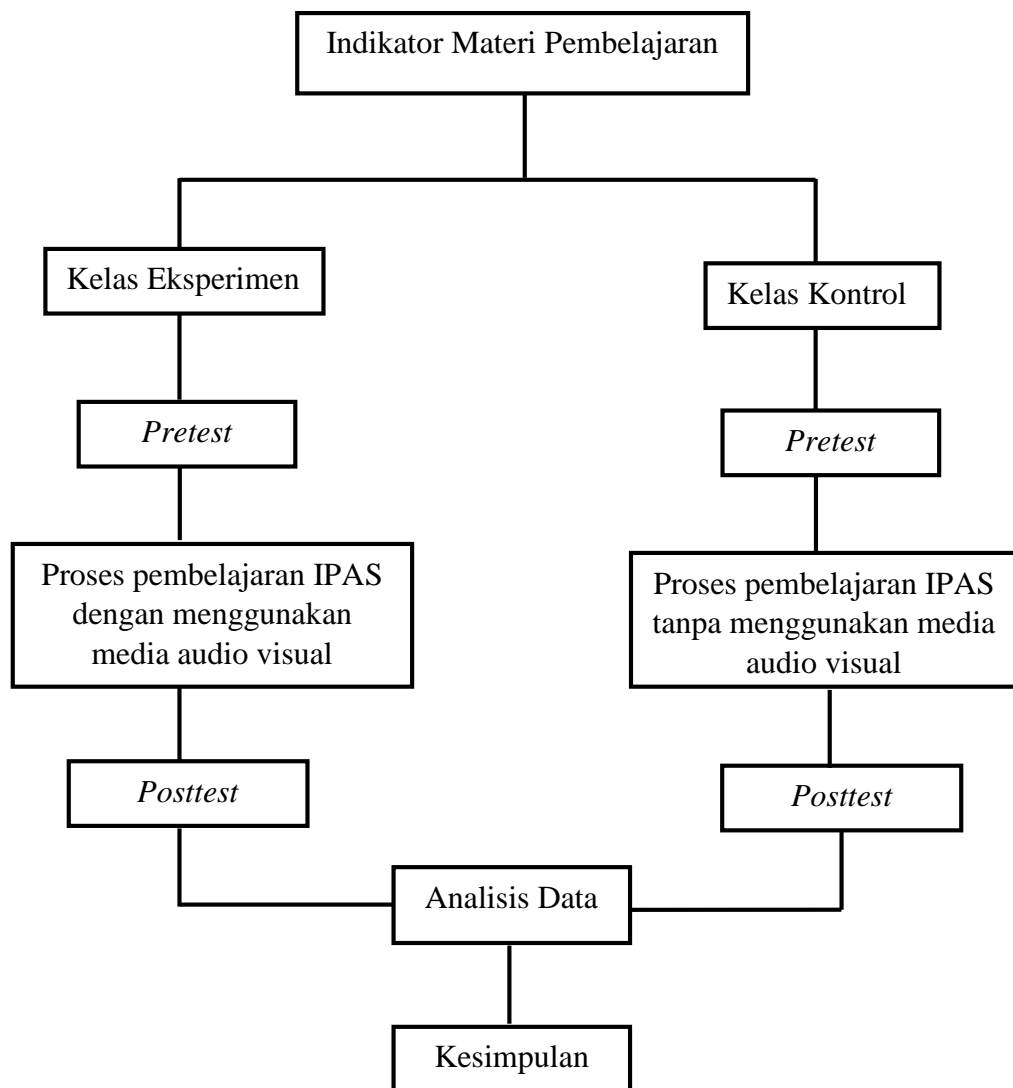 Indikator Materi Pembelajaran
Kelas Eksperimen
Kelas Kontrol
Pretest
Pretest
Proses pembelajaran IPAS
dengan menggunakan
media audio visual
Proses pembelajaran IPAS
tanpa menggunakan media
audio visual
Posttest
Posttest
Analisis Data
Kesimpulan